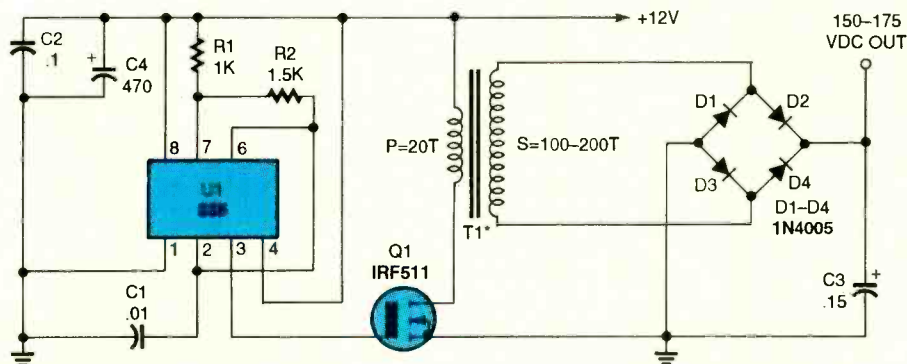 +12V
150–175
VDC OUT
C2
.1
+
C4
470
R1
1K
R2
1.5K
D1
D2
8
7
6
P=20T
S=100–200T
U1
555
D3
D4
T1*
D1–D4
1N4005
1
2
3
4
Q1
IRF511
C1
.01
C3
+
.15